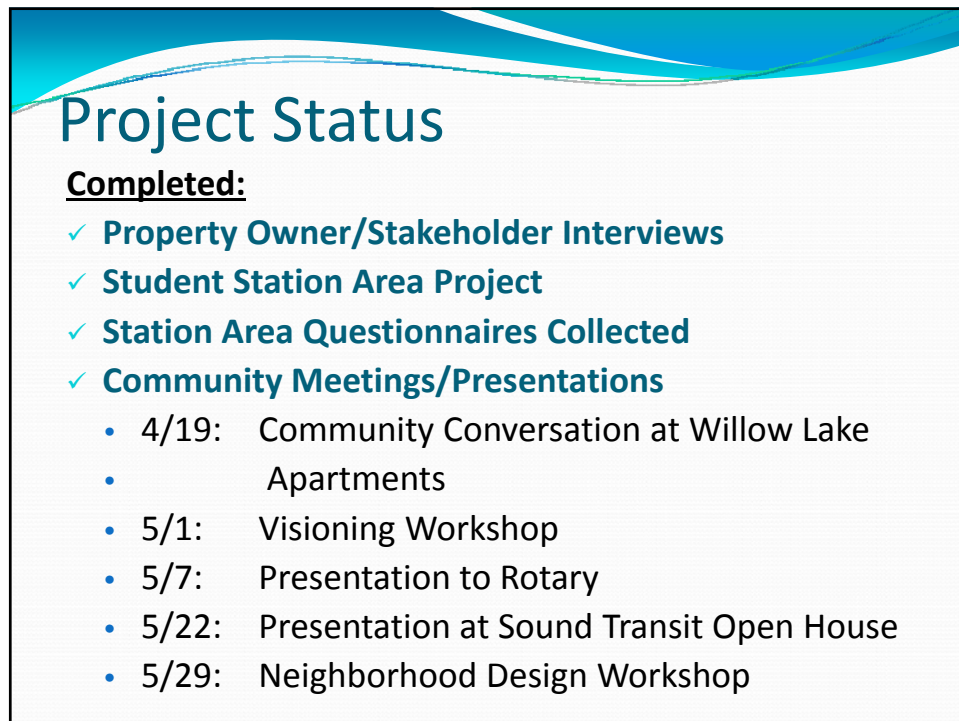 Project Status
Completed:
✓ Property Owner/Stakeholder Interviews
✓ Student Station Area Project
✓ Station Area Questionnaires Collected
✓ Community Meetings/Presentations
• 4/19: Community Conversation at Willow Lake
• Apartments
• 5/1: Visioning Workshop
• 5/7: Presentation to Rotary
• 5/22: Presentation at Sound Transit Open House
• 5/29: Neighborhood Design Workshop